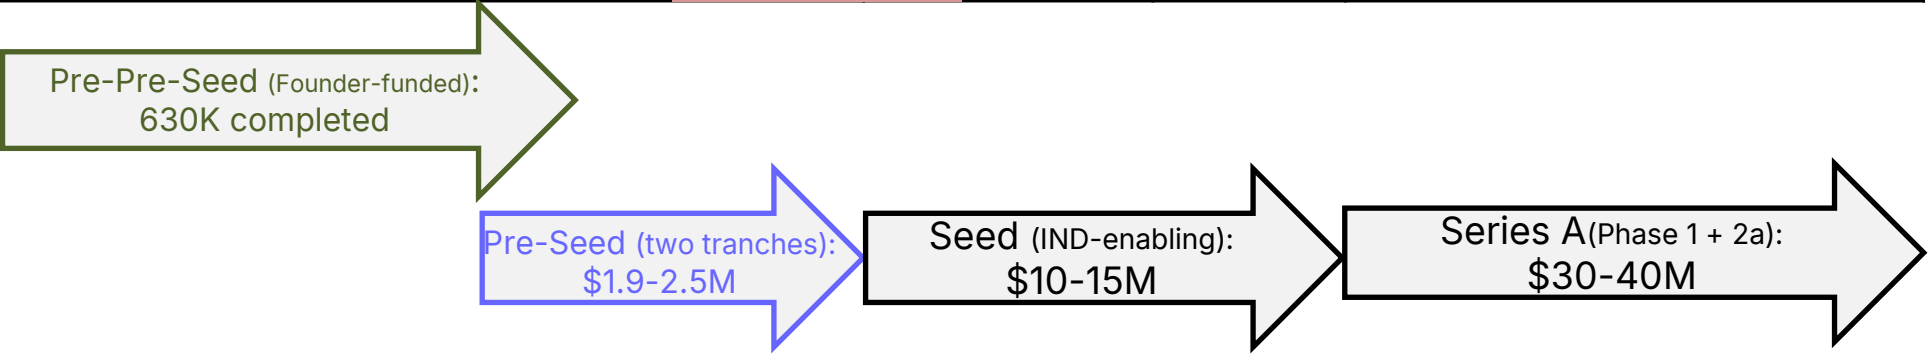 Pre-Pre-Seed (Founder-funded):
630K completed
Pre-Seed (two tranches):
$1.9-2.5M
Seed (IND-enabling):
$10-15M
Series A(Phase 1 + 2a):
$30-40M